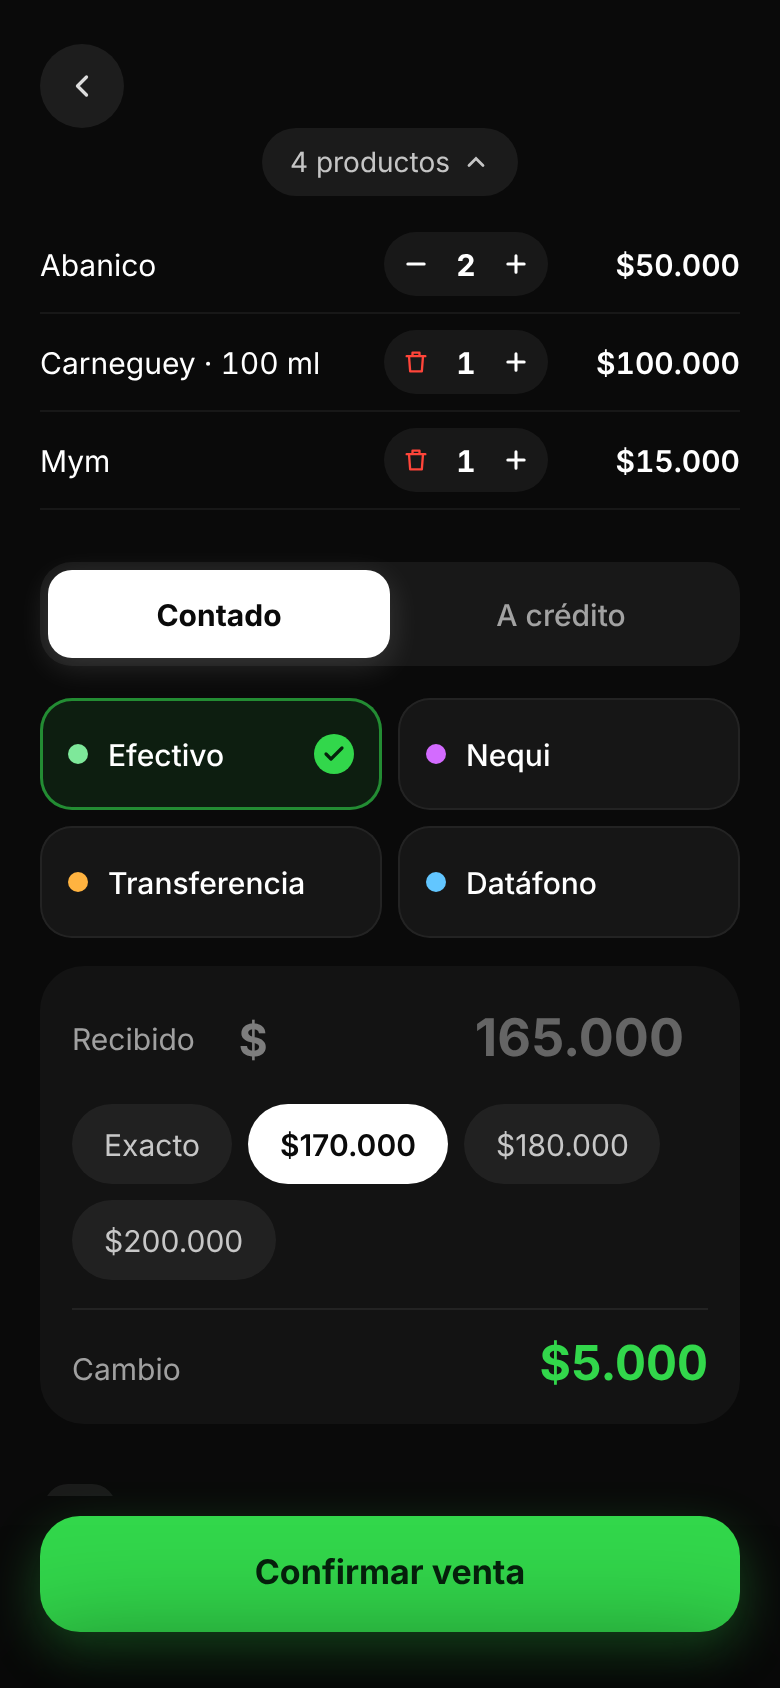 4 productos
Abanico 2 $50.000
Carneguey · 100 ml 1 $100.000
Mym 1 $15.000
Contado A crédito
Efectivo Nequi
Transferencia Datáfono
Recibido $ 165.000
Exacto $170.000 $180.000
$200.000
Cambio $5.000
Confirmar venta